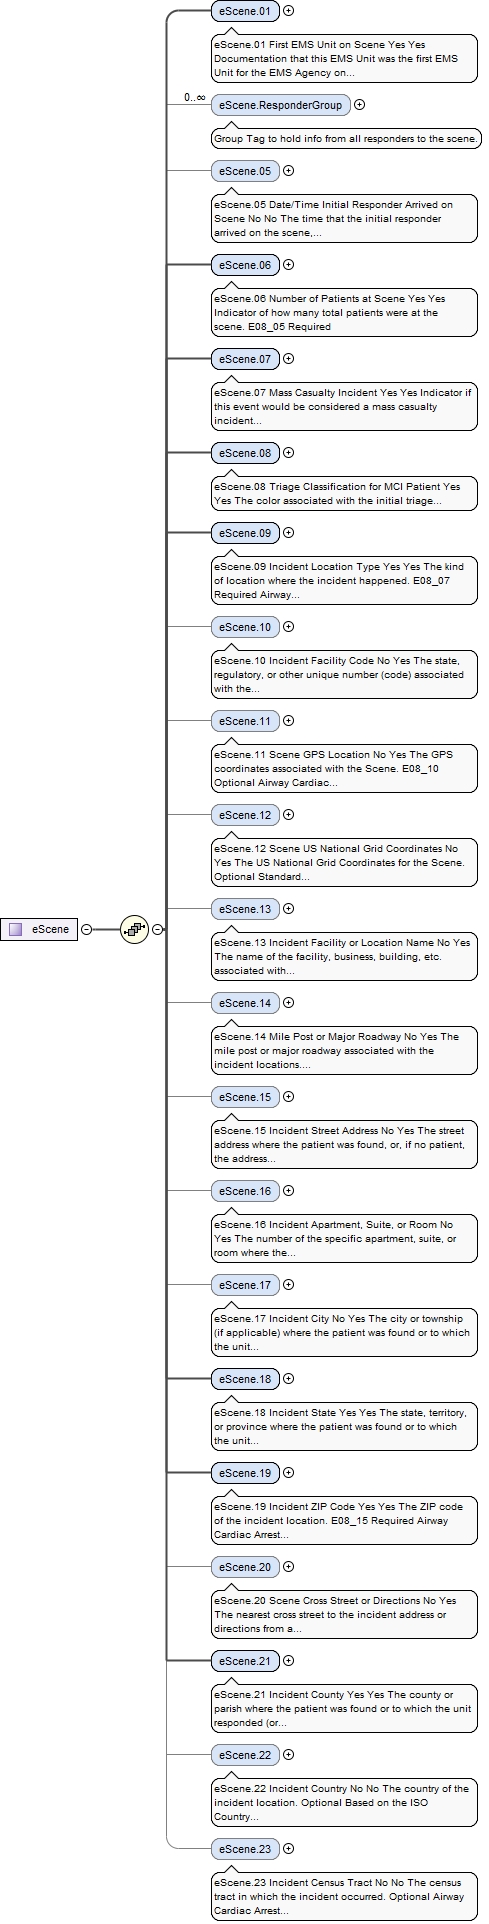 eScene.01
eScene.01 First EMS Unit on Scene Yes Yes
Documentation that this EMS Unit was the first EMS
Unit for the EMS Agency on...
0..∞
eScene.ResponderGroup
Group Tag to hold info from all responders to the scene.
eScene.05
eScene.05 Date/Time Initial Responder Arrived on
Scene No No The time that the initial responder
arrived on the scene,...
eScene.06
eScene.06 Number of Patients at Scene Yes Yes
Indicator of how many total patients were at the
scene. E08_05 Required
eScene.07
eScene.07 Mass Casualty Incident Yes Yes Indicator if
this event would be considered a mass casualty
incident...
eScene.08
eScene.08 Triage Classification for MCI Patient Yes
Yes The color associated with the initial triage...
eScene.09
eScene.09 Incident Location Type Yes Yes The kind
of location where the incident happened. E08_07
Required Airway...
eScene.10
eScene.10 Incident Facility Code No Yes The state,
regulatory, or other unique number (code) associated
with the...
eScene.11
eScene.11 Scene GPS Location No Yes The GPS
coordinates associated with the Scene. E08_10
Optional Airway Cardiac...
eScene.12
eScene.12 Scene US National Grid Coordinates No
Yes The US National Grid Coordinates for the Scene.
Optional Standard...
eScene
eScene.13
eScene.13 Incident Facility or Location Name No Yes
The name of the facility, business, building, etc.
associated with...
eScene.14
eScene.14 Mile Post or Major Roadway No Yes The
mile post or major roadway associated with the
incident locations....
eScene.15
eScene.15 Incident Street Address No Yes The street
address where the patient was found, or, if no patient,
the address...
eScene.16
eScene.16 Incident Apartment, Suite, or Room No
Yes The number of the specific apartment, suite, or
room where the...
eScene.17
eScene.17 Incident City No Yes The city or township
(if applicable) where the patient was found or to which
the unit...
eScene.18
eScene.18 Incident State Yes Yes The state, territory,
or province where the patient was found or to which
the unit...
eScene.19
eScene.19 Incident ZIP Code Yes Yes The ZIP code
of the incident location. E08_15 Required Airway
Cardiac Arrest...
eScene.20
eScene.20 Scene Cross Street or Directions No Yes
The nearest cross street to the incident address or
directions from a...
eScene.21
eScene.21 Incident County Yes Yes The county or
parish where the patient was found or to which the unit
responded (or...
eScene.22
eScene.22 Incident Country No No The country of the
incident location. Optional Based on the ISO
Country...
eScene.23
eScene.23 Incident Census Tract No No The census
tract in which the incident occurred. Optional Airway
Cardiac Arrest...